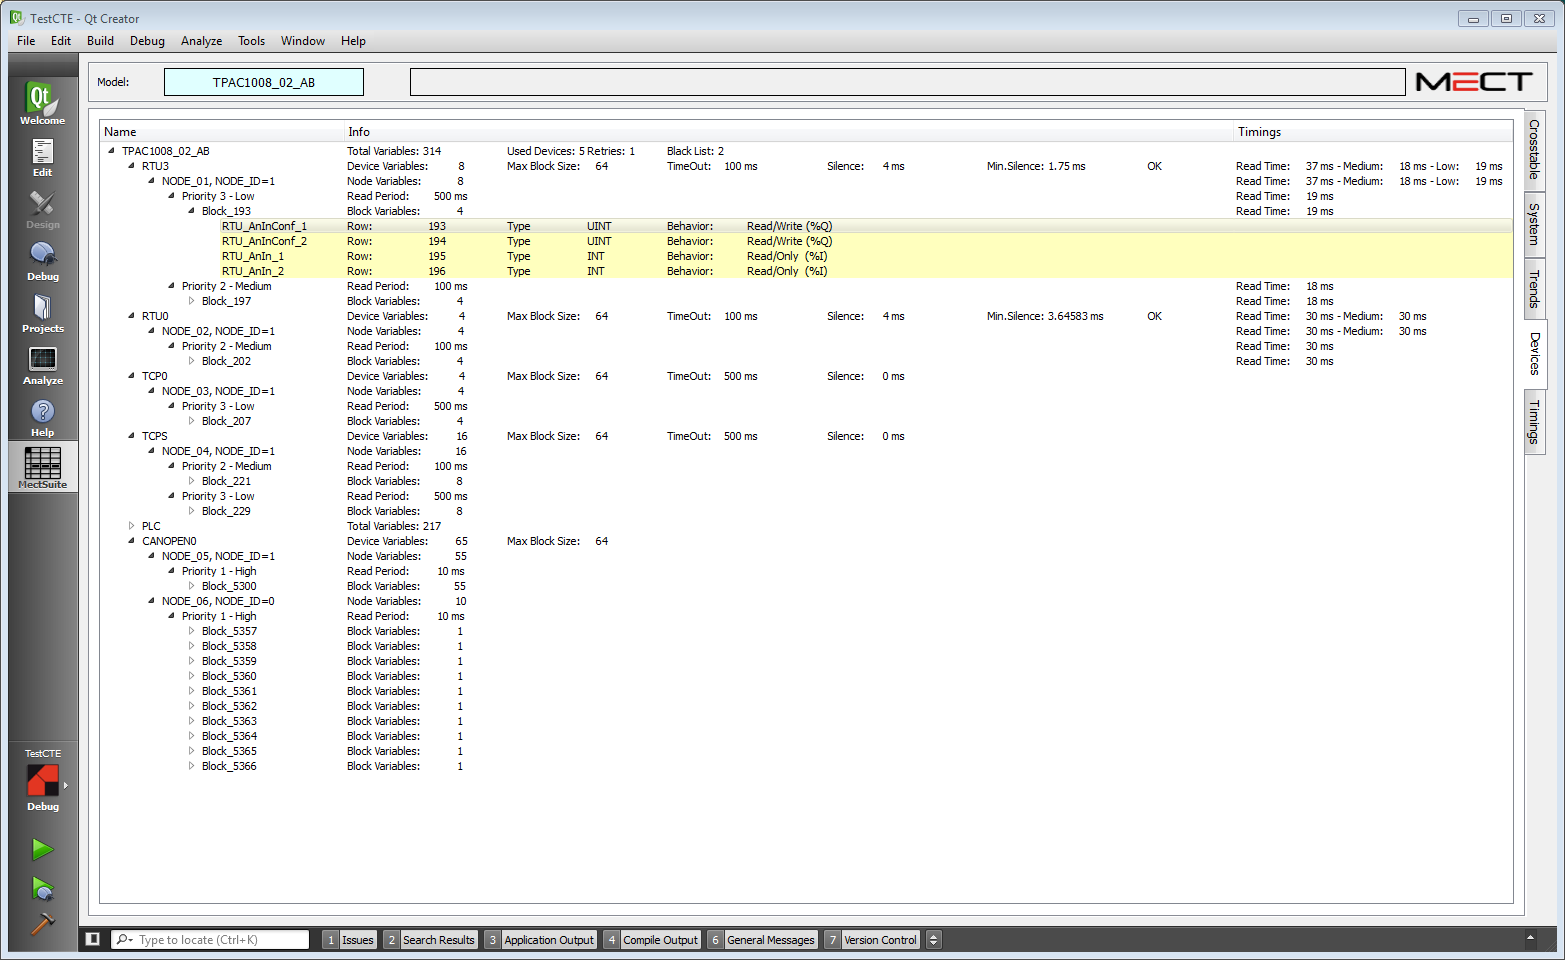 TestCTE - Qt Creator
File Edit Build Debug Analyze Tools Window Help
Model: TPAC1008_02_AB MECT
Qt
Welcome
Edit
Design
Debug
Projects
Analyze
Help
MectSuite
TestCTE
Debug
Name Info Timings
TPAC1008_02_AB Total Variables: 314 Used Devices: 5 Retries: 1 Black List: 2
RTU3 Device Variables: 8 Max Block Size: 64 TimeOut: 100 ms Silence: 4 ms Min.Silence: 1.75 ms OK Read Time: 37 ms - Medium: 18 ms - Low: 19 ms
NODE_01, NODE_ID=1 Node Variables: 8 Read Time: 37 ms - Medium: 18 ms - Low: 19 ms
Priority 3 - Low Read Period: 500 ms Read Time: 19 ms
Block_193 Block Variables: 4 Read Time: 19 ms
RTU_AnInConf_1 Row: 193 Type UINT Behavior: Read/Write (%Q)
RTU_AnInConf_2 Row: 194 Type UINT Behavior: Read/Write (%Q)
RTU_AnIn_1 Row: 195 Type INT Behavior: Read/Only (%I)
RTU_AnIn_2 Row: 196 Type INT Behavior: Read/Only (%I)
Priority 2 - Medium Read Period: 100 ms Read Time: 18 ms
Block_197 Block Variables: 4 Read Time: 18 ms
RTU0 Device Variables: 4 Max Block Size: 64 TimeOut: 100 ms Silence: 4 ms Min.Silence: 3.64583 ms OK Read Time: 30 ms - Medium: 30 ms
NODE_02, NODE_ID=1 Node Variables: 4 Read Time: 30 ms - Medium: 30 ms
Priority 2 - Medium Read Period: 100 ms Read Time: 30 ms
Block_202 Block Variables: 4 Read Time: 30 ms
TCP0 Device Variables: 4 Max Block Size: 64 TimeOut: 500 ms Silence: 0 ms
NODE_03, NODE_ID=1 Node Variables: 4
Priority 3 - Low Read Period: 500 ms
Block_207 Block Variables: 4
TCPS Device Variables: 16 Max Block Size: 64 TimeOut: 500 ms Silence: 0 ms
NODE_04, NODE_ID=1 Node Variables: 16
Priority 2 - Medium Read Period: 100 ms
Block_221 Block Variables: 8
Priority 3 - Low Read Period: 500 ms
Block_229 Block Variables: 8
PLC Total Variables: 217
CANOPEN0 Device Variables: 65 Max Block Size: 64
NODE_05, NODE_ID=1 Node Variables: 55
Priority 1 - High Read Period: 10 ms
Block_5300 Block Variables: 55
NODE_06, NODE_ID=0 Node Variables: 10
Priority 1 - High Read Period: 10 ms
Block_5357 Block Variables: 1
Block_5358 Block Variables: 1
Block_5359 Block Variables: 1
Block_5360 Block Variables: 1
Block_5361 Block Variables: 1
Block_5362 Block Variables: 1
Block_5363 Block Variables: 1
Block_5364 Block Variables: 1
Block_5365 Block Variables: 1
Block_5366 Block Variables: 1
Crosstable
System
Trends
Devices
Timings
Type to locate (Ctrl+K) 1 Issues 2 Search Results 3 Application Output 4 Compile Output 6 General Messages 7 Version Control